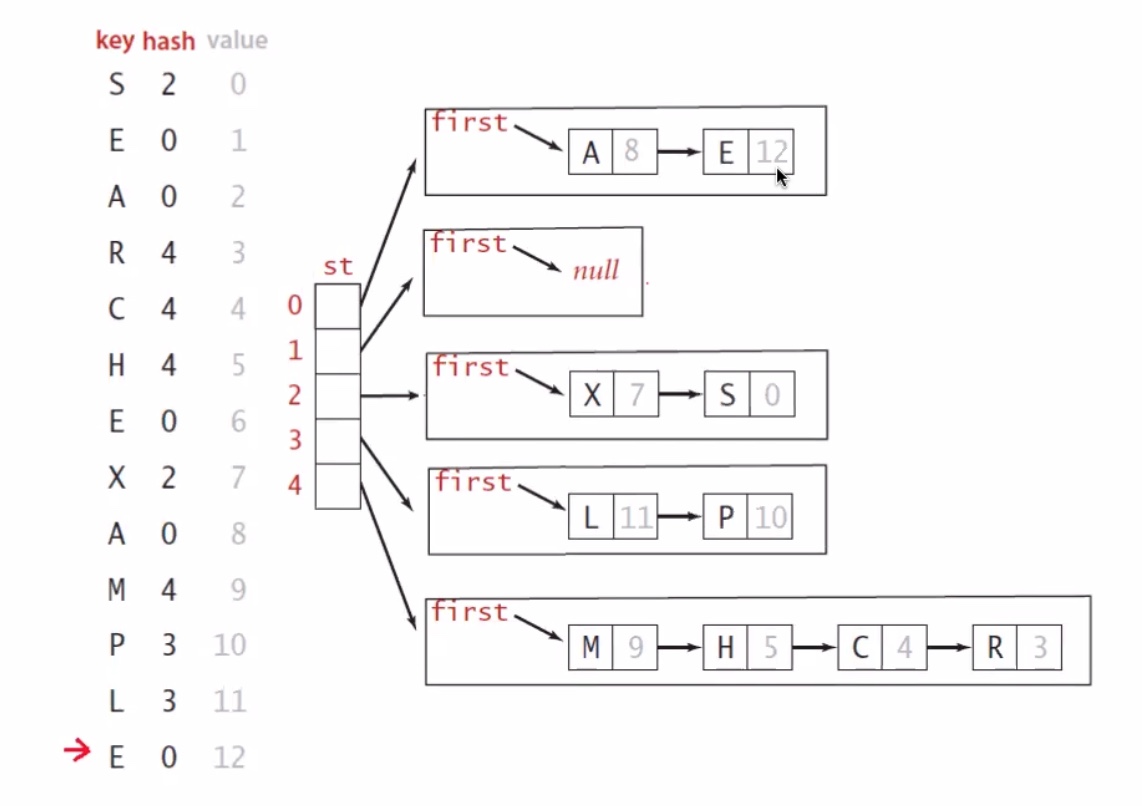 key hash value
S 2 0
E 0 1
A 0 2
R 4 3
C 4 4
H 4 5
E 0 6
X 2 7
A 0 8
M 4 9
P 3 10
L 3 11
E 0 12
st
0
1
2
3
4
first
A 8 E 12
first
null
first
X 7 S 0
first
L 11 P 10
first
M 9 H 5 C 4 R 3